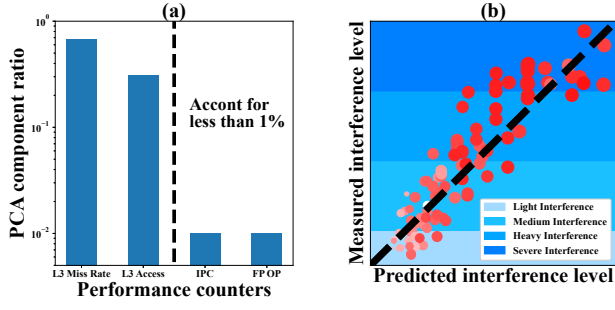 (a)
PCA component ratio
10⁰
10⁻¹
10⁻²
Accont for
less than 1%
L3 Miss Rate
L3 Access
IPC
FP OP
Performance counters
(b)
Measured interference level
Light Interference
Medium Interference
Heavy Interference
Severe Interference
Predicted interference level